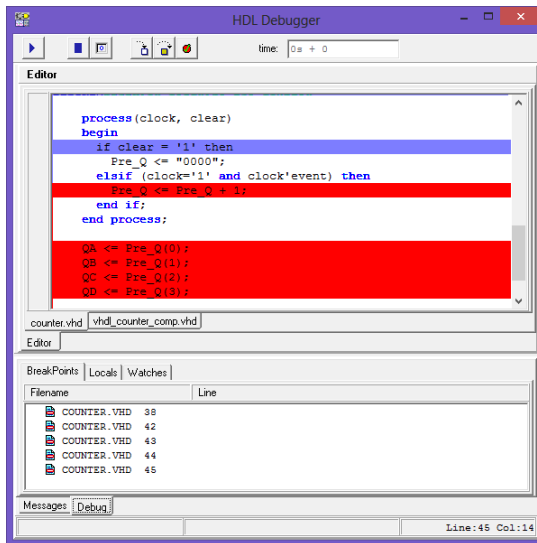 HDL Debugger
time: 0s + 0
Editor
process(clock, clear)
begin
if clear = '1' then
Pre_Q <= "0000";
elsif (clock='1' and clock'event) then
Pre_Q <= Pre_Q + 1;
end if;
end process;
QA <= Pre_Q(0);
QB <= Pre_Q(1);
QC <= Pre_Q(2);
QD <= Pre_Q(3);
counter.vhd vhdl_counter_comp.vhd
Editor
BreakPoints Locals Watches
Filename Line
COUNTER.VHD 38
COUNTER.VHD 42
COUNTER.VHD 43
COUNTER.VHD 44
COUNTER.VHD 45
Messages Debug
Line:45 Col:14